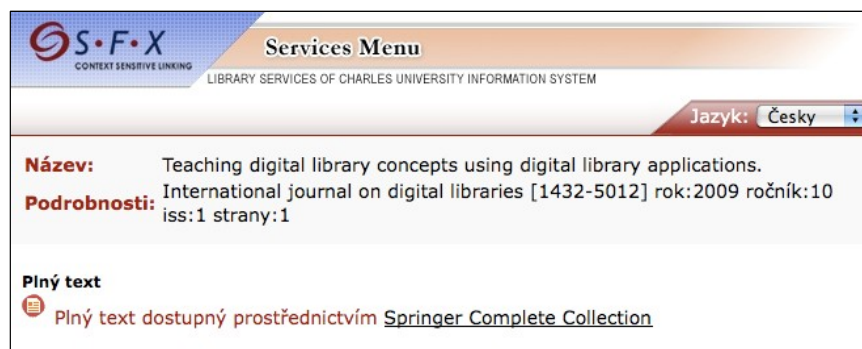 S·F·X
CONTEXT SENSITIVE LINKING
Services Menu
LIBRARY SERVICES OF CHARLES UNIVERSITY INFORMATION SYSTEM
Jazyk: Česky
Název: Teaching digital library concepts using digital library applications.
Podrobnosti: International journal on digital libraries [1432-5012] rok:2009 ročník:10
iss:1 strany:1
Plný text
Plný text dostupný prostřednictvím Springer Complete Collection